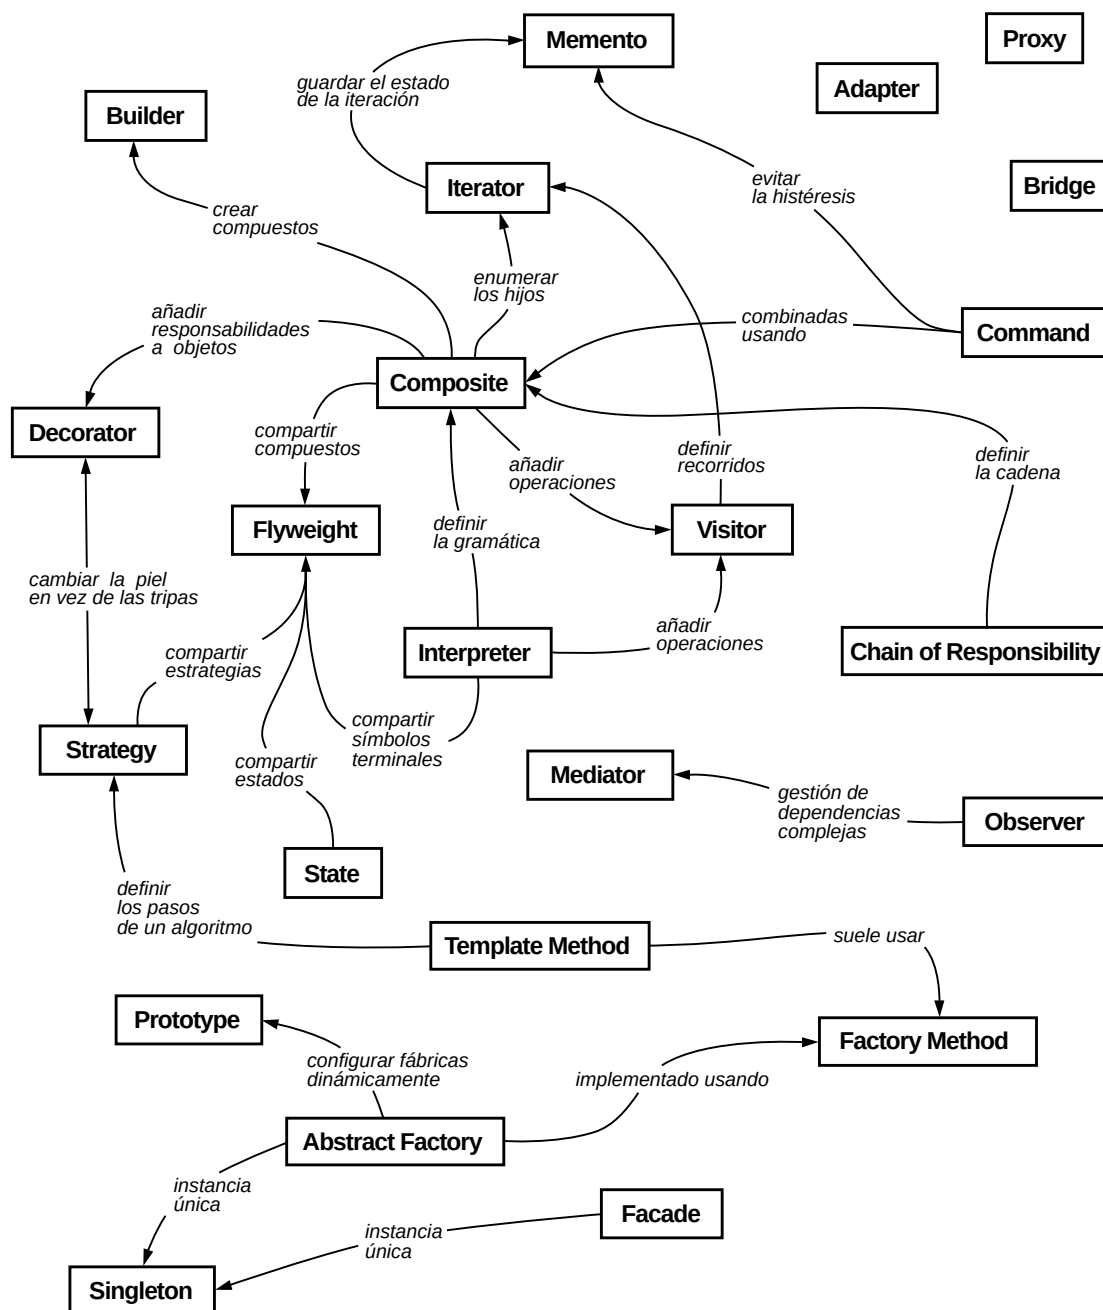 Memento
Proxy
Adapter
guardar el estado
de la iteración
Builder
Iterator
evitar
la histéresis
Bridge
crear
compuestos
enumerar
los hijos
añadir
responsabilidades
a objetos
combinadas
usando
Command
Composite
Decorator
compartir
compuestos
añadir
operaciones
definir
recorridos
definir
la cadena
Flyweight
definir
la gramática
Visitor
cambiar la piel
en vez de las tripas
compartir
estrategias
Interpreter
añadir
operaciones
Chain of Responsibility
Strategy
compartir
símbolos
terminales
compartir
estados
Mediator
gestión de
dependencias
complejas
Observer
State
definir
los pasos
de un algoritmo
Template Method
suele usar
Prototype
Factory Method
configurar fábricas
dinámicamente
implementado usando
Abstract Factory
instancia
única
Facade
instancia
única
Singleton